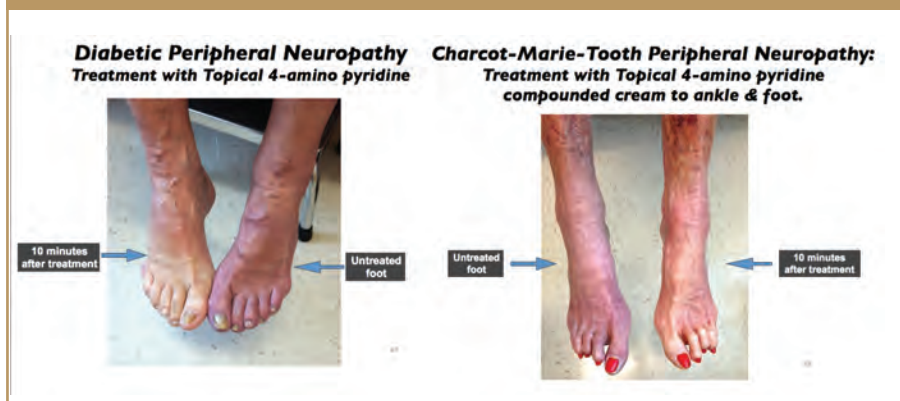 Diabetic Peripheral Neuropathy
Treatment with Topical 4-amino pyridine
10 minutes
after treatment
Untreated
foot
Charcot-Marie-Tooth Peripheral Neuropathy:
Treatment with Topical 4-amino pyridine
compounded cream to ankle & foot.
Untreated
foot
10 minutes
after treatment